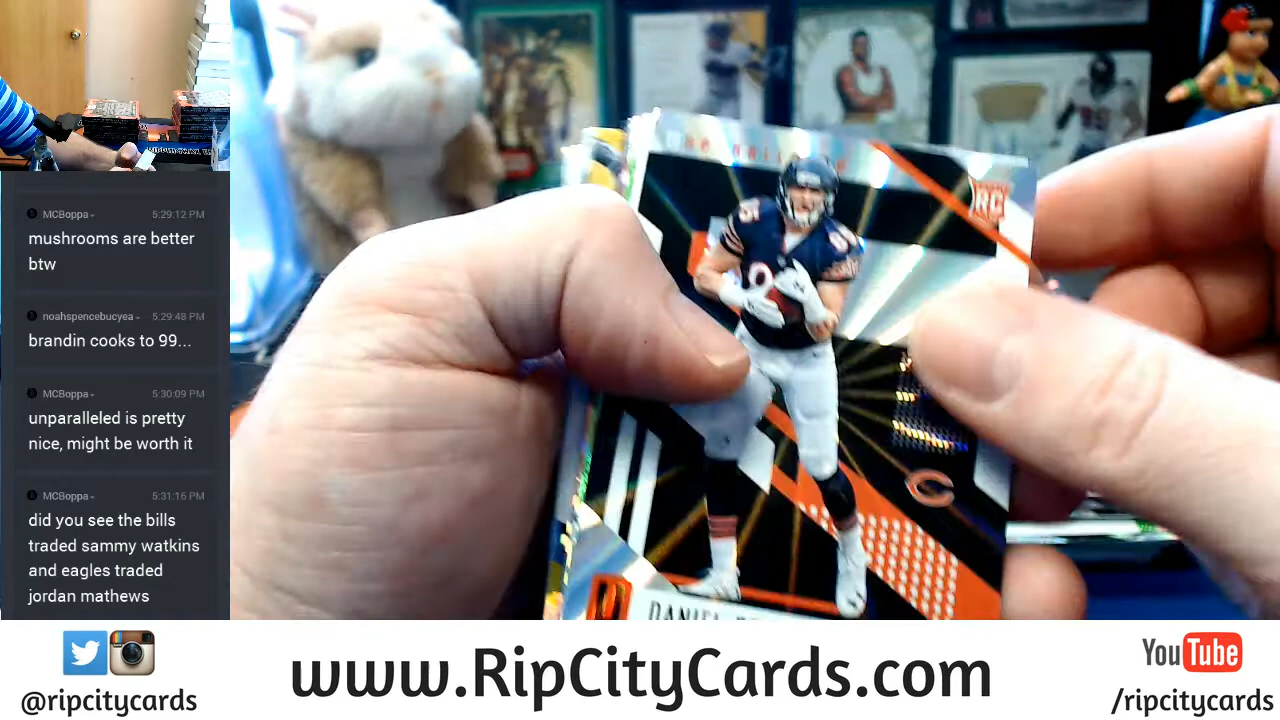 MCBoppa
5:29:12 PM
mushrooms are better
btw
noahspencebucyea
5:29:48 PM
brandin cooks to 99...
MCBoppa
5:30:09 PM
unparalleled is pretty
nice, might be worth it
MCBoppa
5:31:16 PM
did you see the bills
traded sammy watkins
and eagles traded
jordan mathews
RC
DANIEL
@ripcitycards
www.RipCityCards.com
YouTube
/ripcitycards